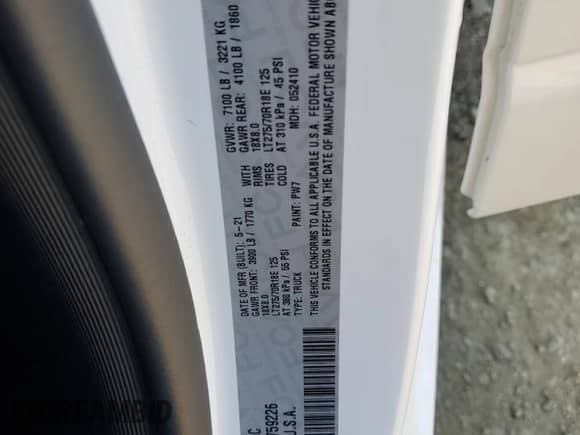 GVWR: 7100 LB / 3221 KG
GAWR REAR: 4100 LB / 1860
WITH 18X8.0
RIMS
TIRES LT275/70R18E 125
COLD AT 310 kPa / 45 PSI
MDH: 052410
PAINT: PW7
DATE OF MFR (BUILT): 5-21
GAWR FRONT: 3900 LB / 1770 KG
18X8.0
LT275/70R18E 125
AT 380 kPa / 55 PSI
TYPE: TRUCK
THIS VEHICLE CONFORMS TO ALL APPLICABLE U.S.A. FEDERAL MOTOR VEHIC
STANDARDS IN EFFECT ON THE DATE OF MANUFACTURE SHOWN AB
759226
U.S.A.